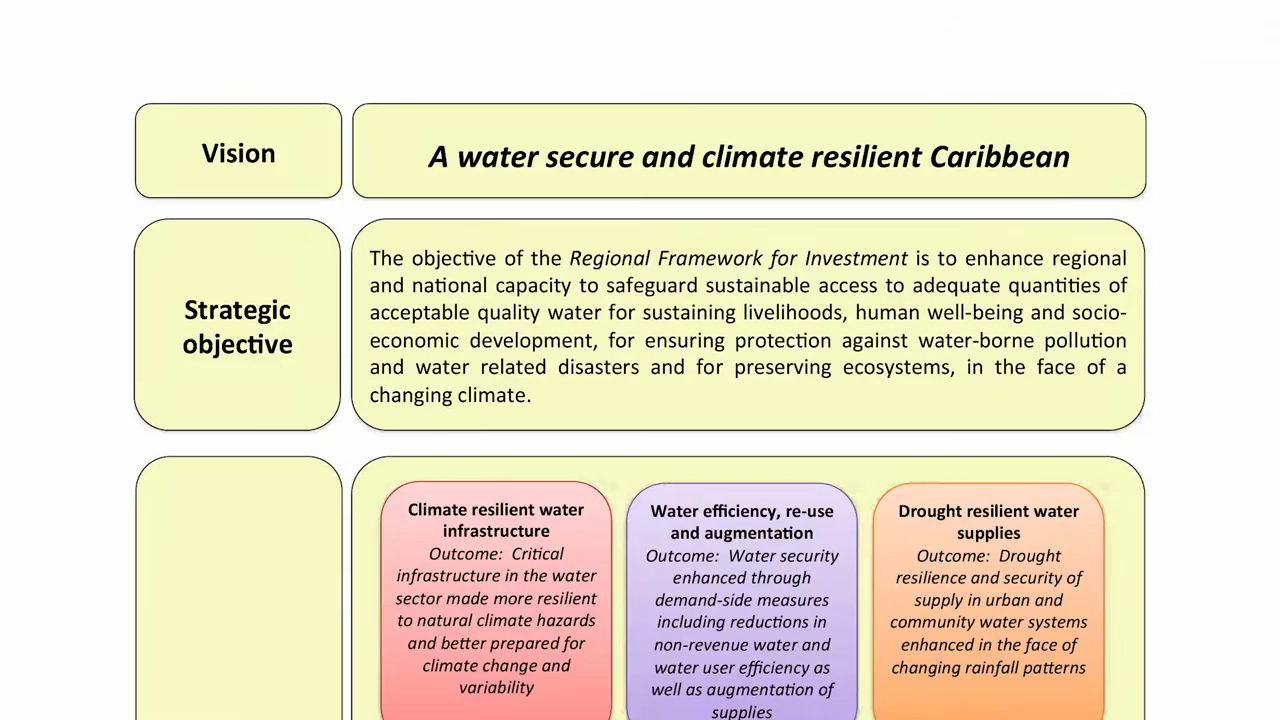 Vision
A water secure and climate resilient Caribbean
Strategic
objective
The objective of the Regional Framework for Investment is to enhance regional
and national capacity to safeguard sustainable access to adequate quantities of
acceptable quality water for sustaining livelihoods, human well-being and socio-
economic development, for ensuring protection against water-borne pollution
and water related disasters and for preserving ecosystems, in the face of a
changing climate.
Climate resilient water
infrastructure
Outcome: Critical
infrastructure in the water
sector made more resilient
to natural climate hazards
and better prepared for
climate change and
variability
Water efficiency, re-use
and augmentation
Outcome: Water security
enhanced through
demand-side measures
including reductions in
non-revenue water and
water user efficiency as
well as augmentation of
supplies
Drought resilient water
supplies
Outcome: Drought
resilience and security of
supply in urban and
community water systems
enhanced in the face of
changing rainfall patterns